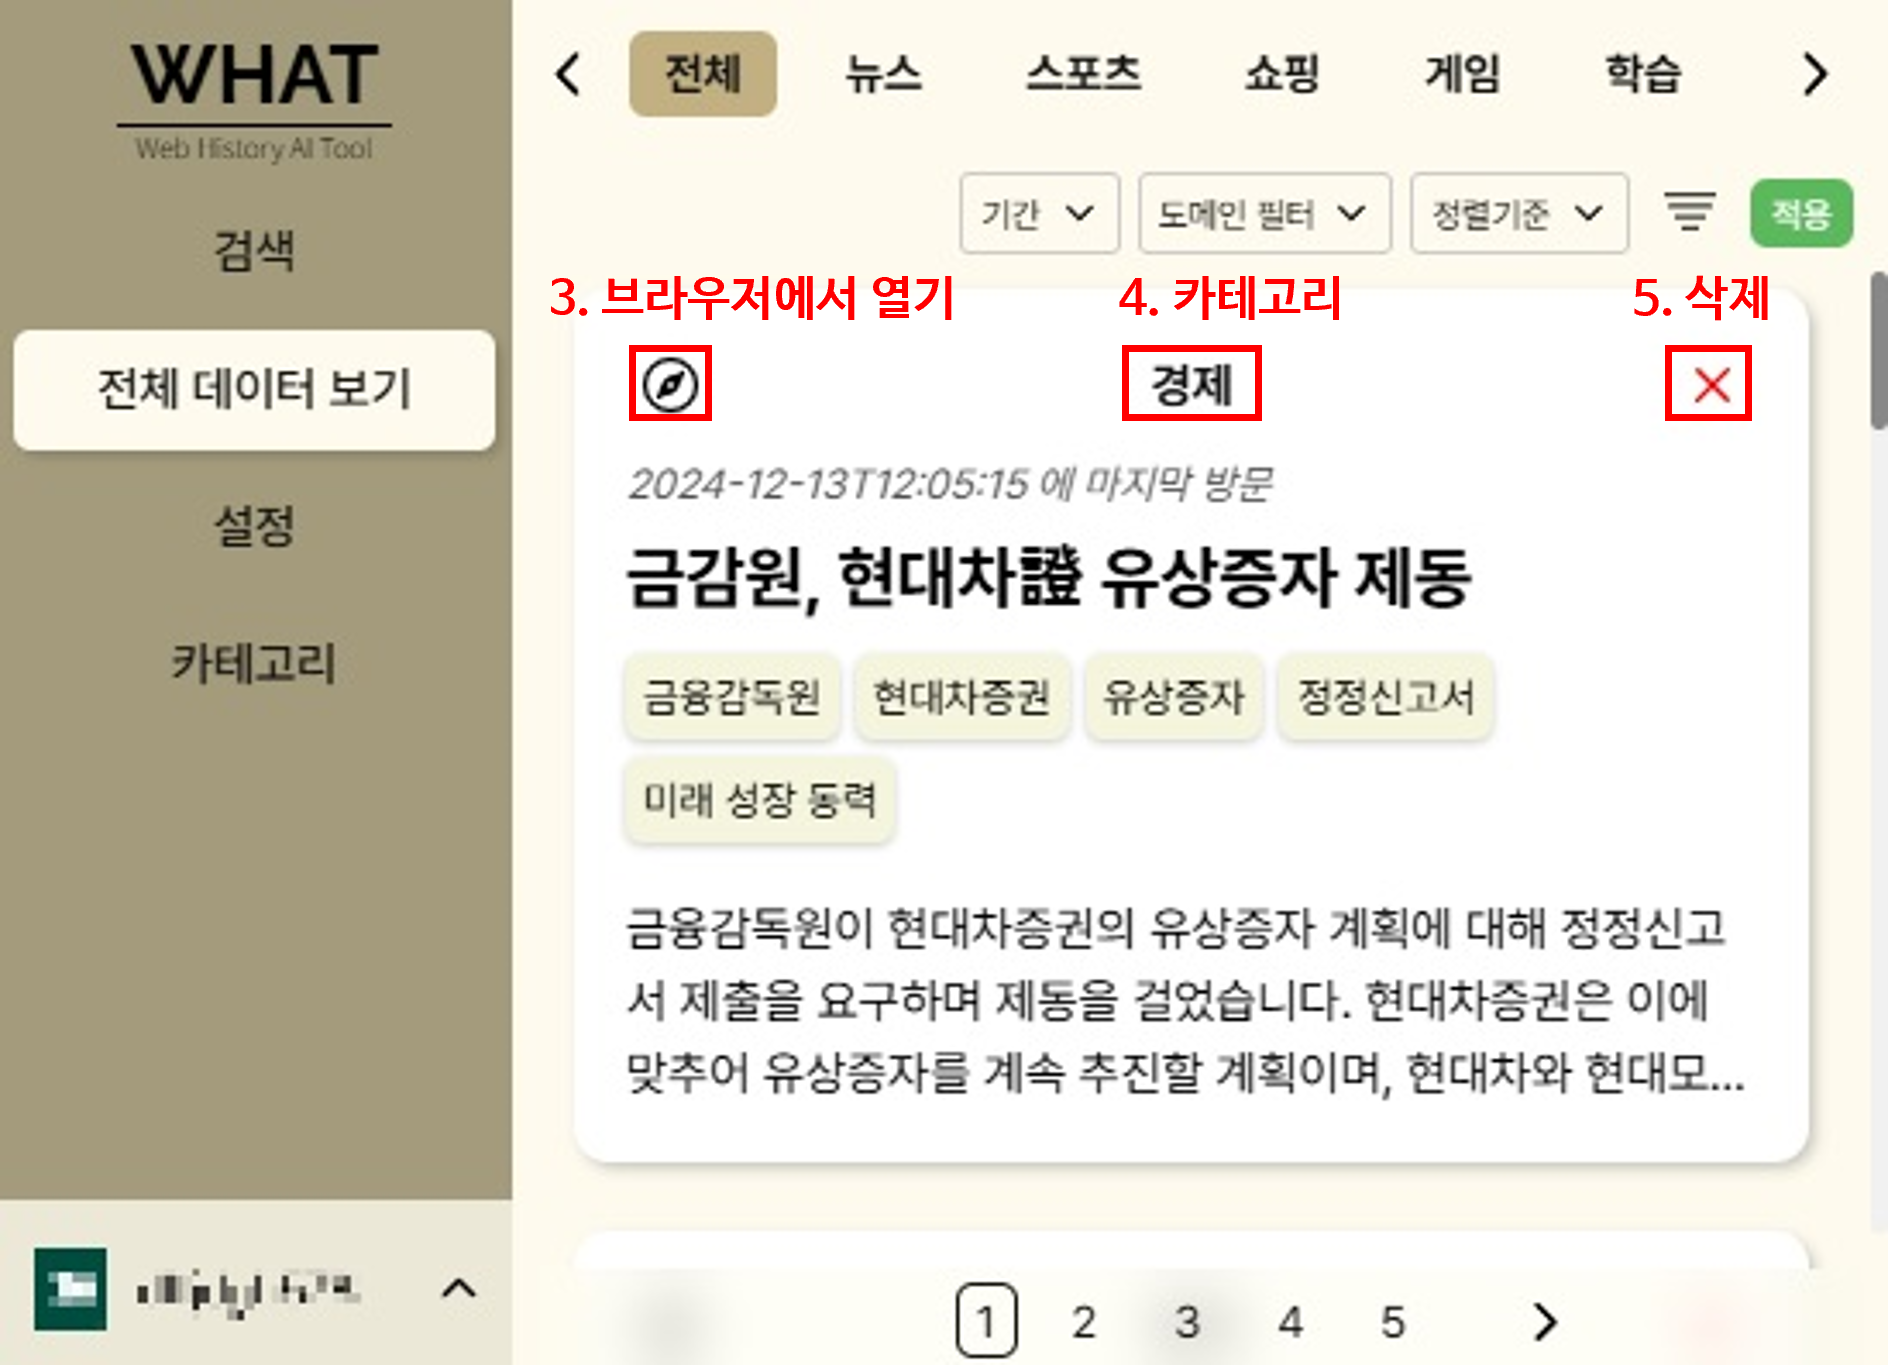 WHAT
Web History AI Tool
검색
전체 데이터 보기
설정
카테고리
전체 뉴스 스포츠 쇼핑 게임 학습
기간 도메인 필터 정렬기준 적용
3. 브라우저에서 열기 4. 카테고리 5. 삭제
경제
2024-12-13T12:05:15 에 마지막 방문
금감원, 현대차證 유상증자 제동
금융감독원 현대차증권 유상증자 정정신고서
미래 성장 동력
금융감독원이 현대차증권의 유상증자 계획에 대해 정정신고
서 제출을 요구하며 제동을 걸었습니다. 현대차증권은 이에
맞추어 유상증자를 계속 추진할 계획이며, 현대차와 현대모...
1 2 3 4 5